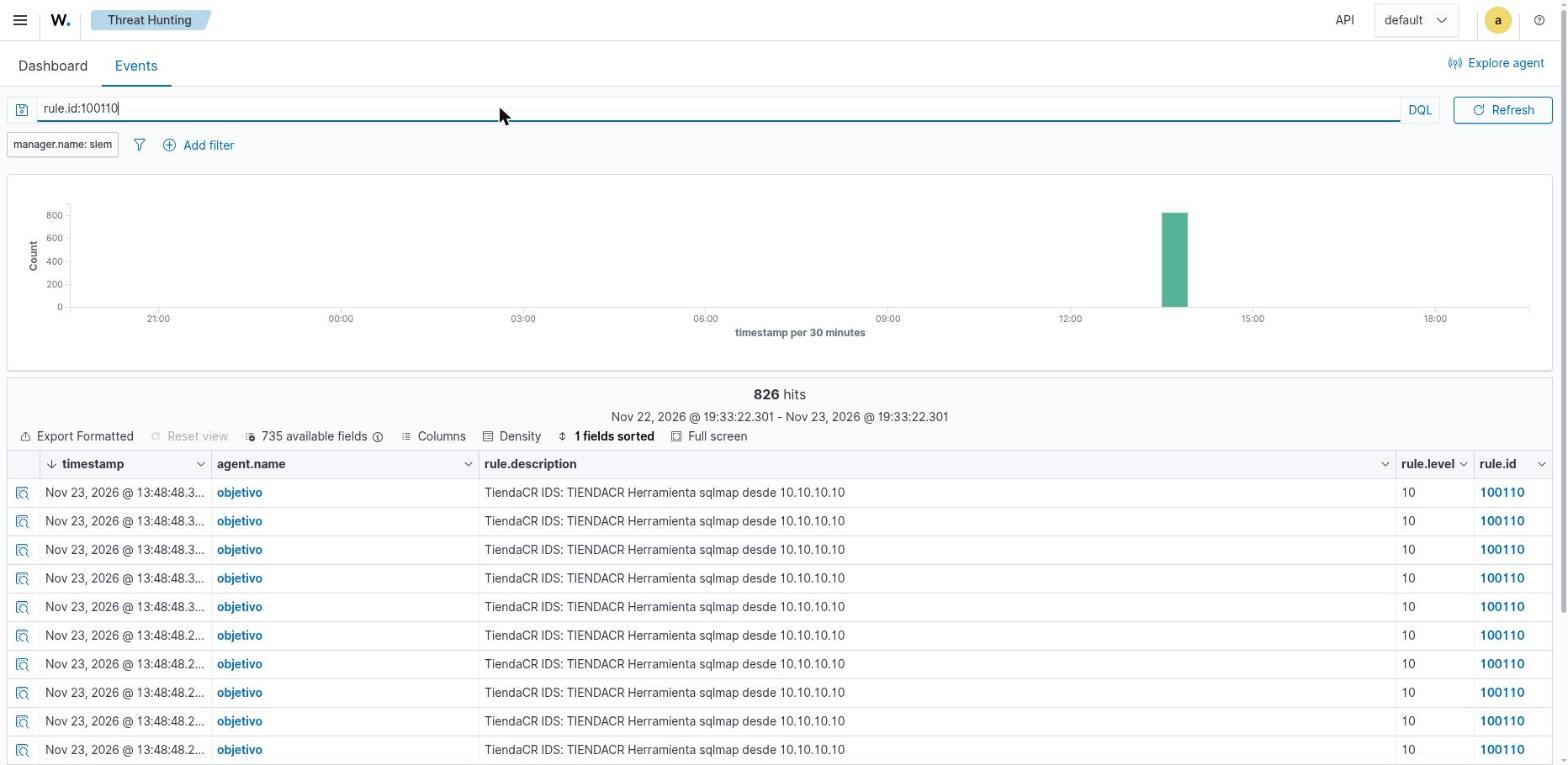 W. Threat Hunting API default a
Dashboard Events Explore agent
rule.id:100110 DQL Refresh
manager.name: siem Add filter
800
600
400
200
0
Count
21:00 00:00 03:00 06:00 09:00 12:00 15:00 18:00
timestamp per 30 minutes
826 hits
Nov 22, 2026 @ 19:33:22.301 - Nov 23, 2026 @ 19:33:22.301
Export Formatted Reset view 735 available fields Columns Density 1 fields sorted Full screen
timestamp agent.name rule.description rule.level rule.id
Nov 23, 2026 @ 13:48:48.3... objetivo TiendaCR IDS: TIENDACR Herramienta sqlmap desde 10.10.10.10 10 100110
Nov 23, 2026 @ 13:48:48.3... objetivo TiendaCR IDS: TIENDACR Herramienta sqlmap desde 10.10.10.10 10 100110
Nov 23, 2026 @ 13:48:48.3... objetivo TiendaCR IDS: TIENDACR Herramienta sqlmap desde 10.10.10.10 10 100110
Nov 23, 2026 @ 13:48:48.3... objetivo TiendaCR IDS: TIENDACR Herramienta sqlmap desde 10.10.10.10 10 100110
Nov 23, 2026 @ 13:48:48.3... objetivo TiendaCR IDS: TIENDACR Herramienta sqlmap desde 10.10.10.10 10 100110
Nov 23, 2026 @ 13:48:48.2... objetivo TiendaCR IDS: TIENDACR Herramienta sqlmap desde 10.10.10.10 10 100110
Nov 23, 2026 @ 13:48:48.2... objetivo TiendaCR IDS: TIENDACR Herramienta sqlmap desde 10.10.10.10 10 100110
Nov 23, 2026 @ 13:48:48.2... objetivo TiendaCR IDS: TIENDACR Herramienta sqlmap desde 10.10.10.10 10 100110
Nov 23, 2026 @ 13:48:48.2... objetivo TiendaCR IDS: TIENDACR Herramienta sqlmap desde 10.10.10.10 10 100110
Nov 23, 2026 @ 13:48:48.2... objetivo TiendaCR IDS: TIENDACR Herramienta sqlmap desde 10.10.10.10 10 100110